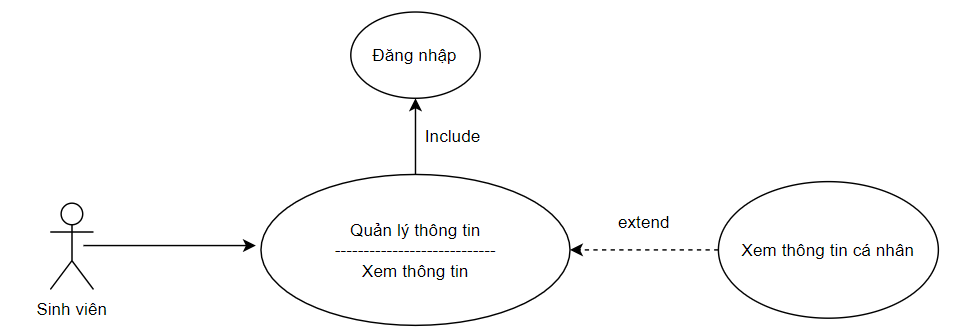 Đăng nhập
Include
Quản lý thông tin
-----------------------------
Xem thông tin
extend
Xem thông tin cá nhân
Sinh viên